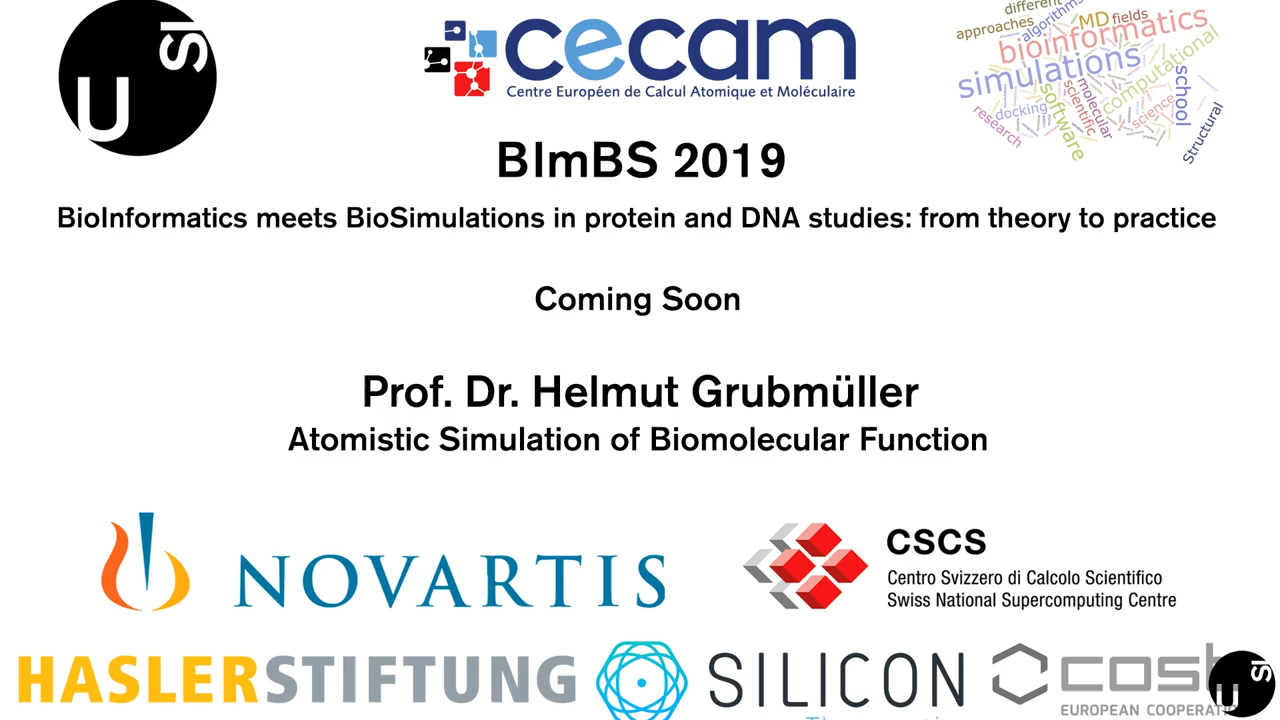 USI
cecam
Centre Européen de Calcul Atomique et Moléculaire
different
approaches
algorithms
MD
fields
bioinformatics
simulations
computational
software
docking
scientific
molecular
science
school
research
Structural
BImBS 2019
BioInformatics meets BioSimulations in protein and DNA studies: from theory to practice
Coming Soon
Prof. Dr. Helmut Grubmüller
Atomistic Simulation of Biomolecular Function
NOVARTIS
CSCS
Centro Svizzero di Calcolo Scientifico
Swiss National Supercomputing Centre
HASLERSTIFTUNG
SILICON
cost
EUROPEAN COOPERATI
USI